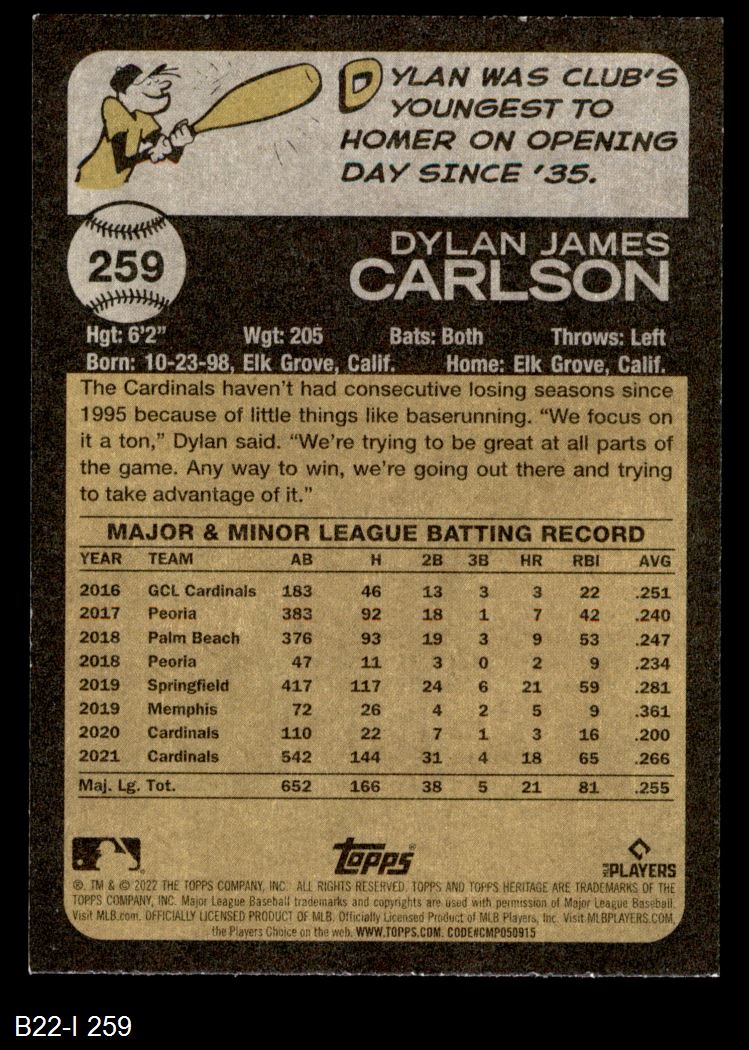 DYLAN WAS CLUB'S
YOUNGEST TO
HOMER ON OPENING
DAY SINCE '35.
259
DYLAN JAMES
CARLSON
Hgt: 6'2" Wgt: 205 Bats: Both Throws: Left
Born: 10-23-98, Elk Grove, Calif. Home: Elk Grove, Calif.
The Cardinals haven't had consecutive losing seasons since
1995 because of little things like baserunning. "We focus on
it a ton," Dylan said. "We're trying to be great at all parts of
the game. Any way to win, we're going out there and trying
to take advantage of it."
MAJOR & MINOR LEAGUE BATTING RECORD
YEAR TEAM AB H 2B 3B HR RBI AVG
2016 GCL Cardinals 183 46 13 3 3 22 .251
2017 Peoria 383 92 18 1 7 42 .240
2018 Palm Beach 376 93 19 3 9 53 .247
2018 Peoria 47 11 3 0 2 9 .234
2019 Springfield 417 117 24 6 21 59 .281
2019 Memphis 72 26 4 2 5 9 .361
2020 Cardinals 110 22 7 1 3 16 .200
2021 Cardinals 542 144 31 4 18 65 .266
Maj. Lg. Tot. 652 166 38 5 21 81 .255
Topps
MLB PLAYERS
®, TM & © 2022 THE TOPPS COMPANY, INC. ALL RIGHTS RESERVED. TOPPS AND TOPPS HERITAGE ARE TRADEMARKS OF THE
TOPPS COMPANY, INC. Major League Baseball trademarks and copyrights are used with permission of Major League Baseball.
Visit MLB.com. OFFICIALLY LICENSED PRODUCT OF MLB. Officially Licensed Product of MLB Players, Inc. Visit MLBPLAYERS.COM,
the Players Choice on the web. WWW.TOPPS.COM. CODE#CMP050915
B22-I 259